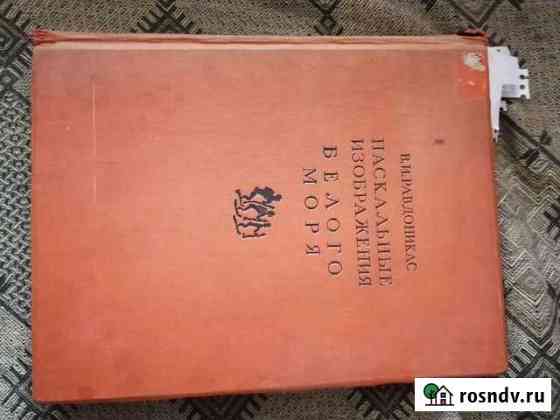 В.И.РАВДОНИКАС
НАСКАЛЬНЫЕ
ИЗОБРАЖЕНИЯ
БЕЛОГО
МОРЯ
rosndv.ru